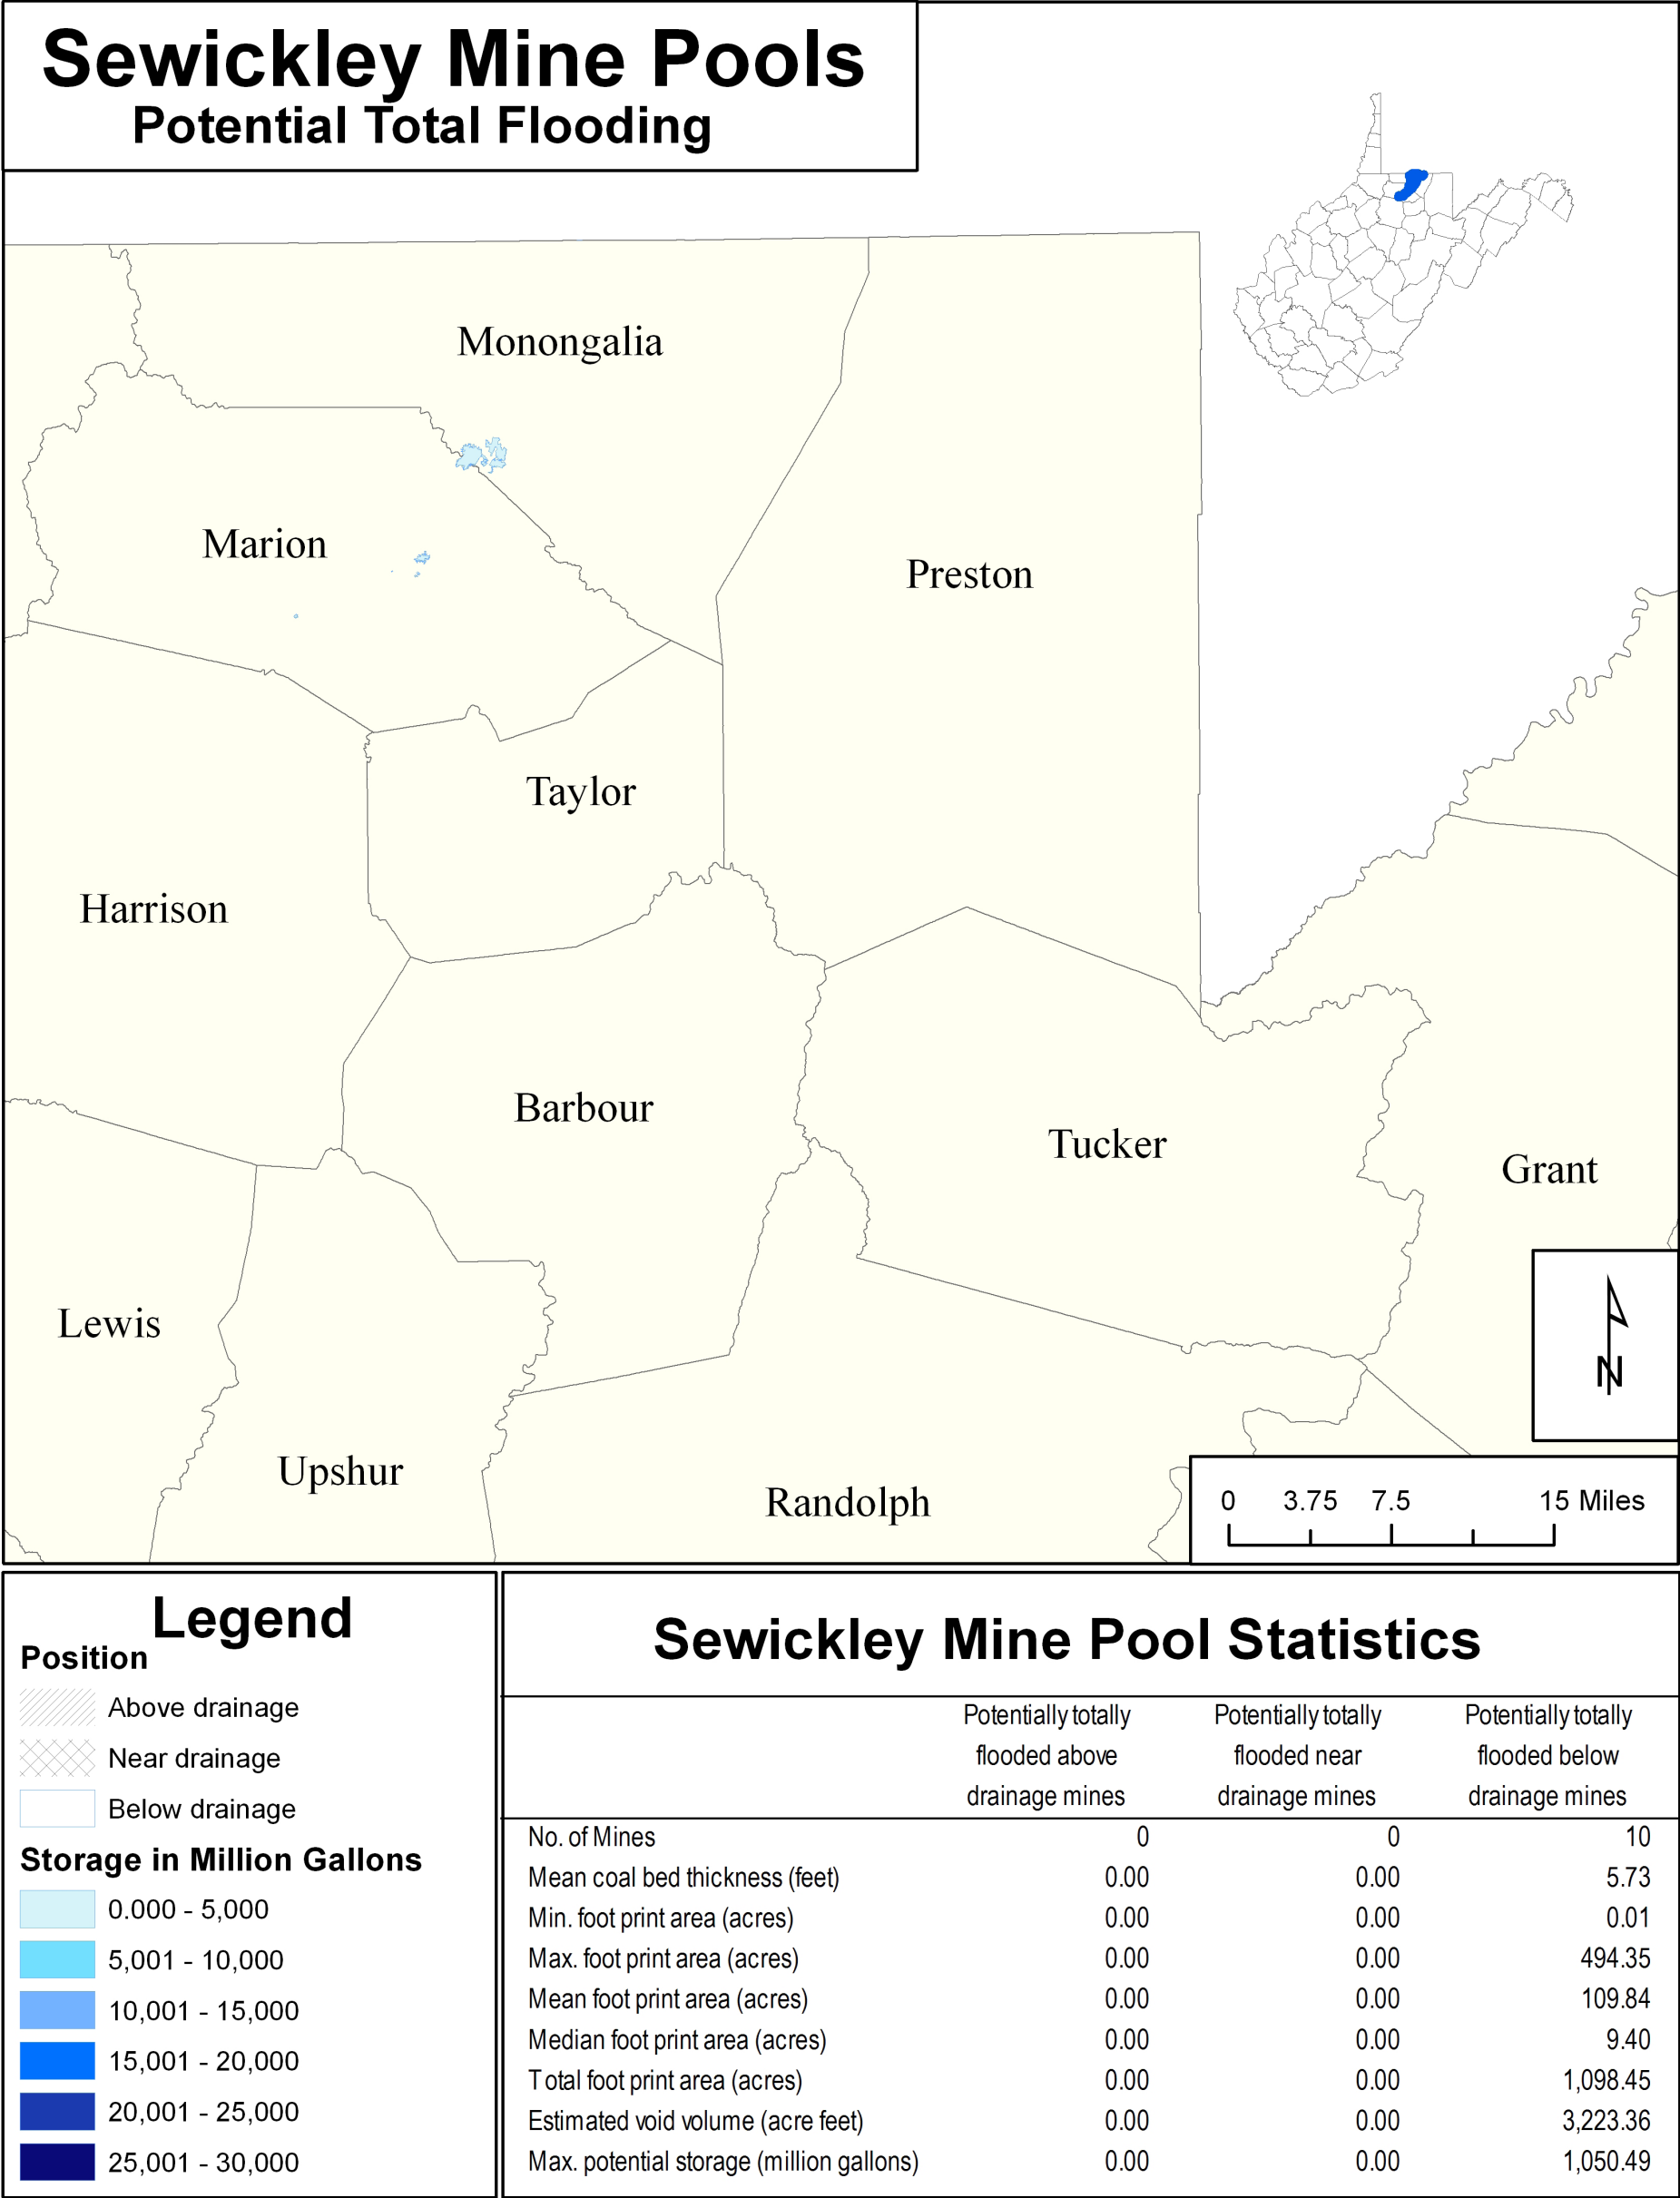 Sewickley Mine Pools
Potential Total Flooding
Monongalia
Marion
Preston
Taylor
Harrison
Barbour
Tucker
Grant
Lewis
Upshur
Randolph
N
0 3.75 7.5 15 Miles
Legend
Position
Above drainage
Near drainage
Below drainage
Storage in Million Gallons
0.000 - 5,000
5,001 - 10,000
10,001 - 15,000
15,001 - 20,000
20,001 - 25,000
25,001 - 30,000
Sewickley Mine Pool Statistics
Potentially totally Potentially totally Potentially totally
flooded above flooded near flooded below
drainage mines drainage mines drainage mines
No. of Mines 0 0 10
Mean coal bed thickness (feet) 0.00 0.00 5.73
Min. foot print area (acres) 0.00 0.00 0.01
Max. foot print area (acres) 0.00 0.00 494.35
Mean foot print area (acres) 0.00 0.00 109.84
Median foot print area (acres) 0.00 0.00 9.40
Total foot print area (acres) 0.00 0.00 1,098.45
Estimated void volume (acre feet) 0.00 0.00 3,223.36
Max. potential storage (million gallons) 0.00 0.00 1,050.49